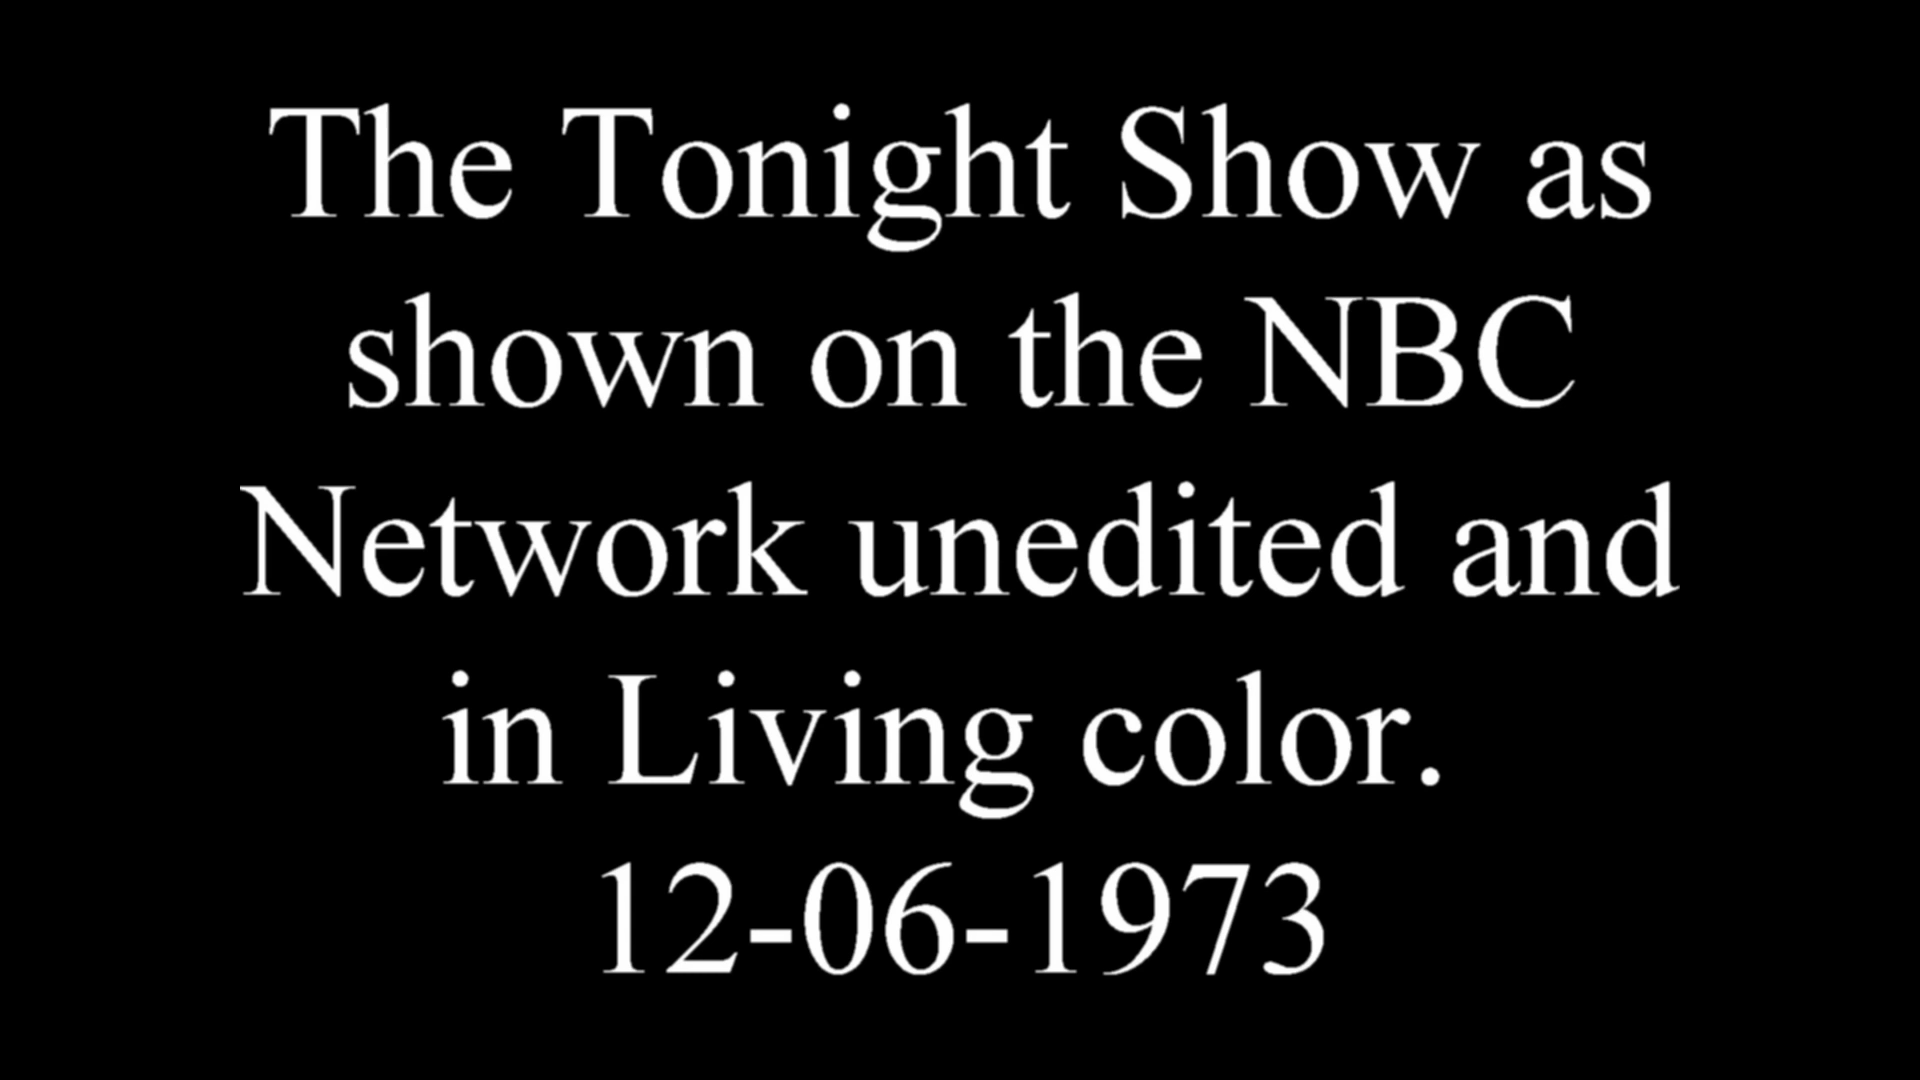 The Tonight Show as
shown on the NBC
Network unedited and
in Living color.
12-06-1973